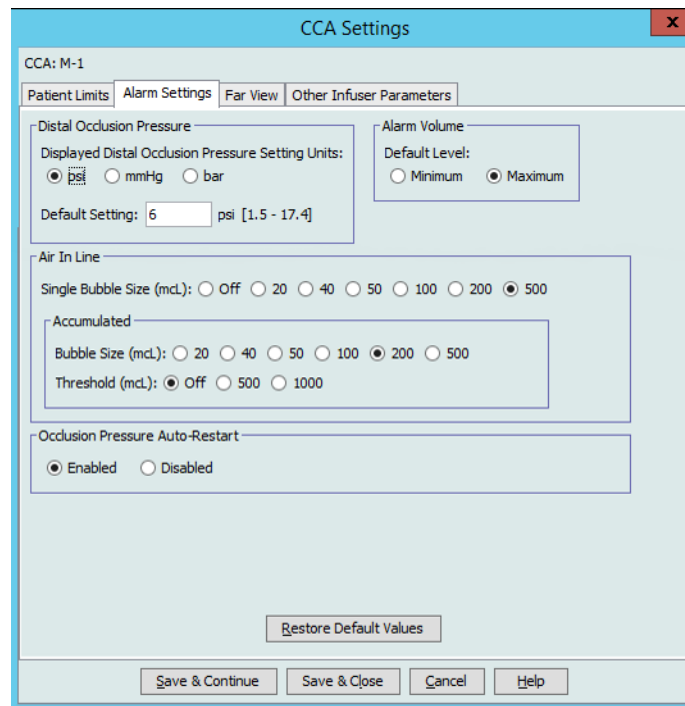 CCA Settings
x
CCA: M-1
Patient Limits Alarm Settings Far View Other Infuser Parameters
Distal Occlusion Pressure
Displayed Distal Occlusion Pressure Setting Units:
psi mmHg bar
Default Setting: 6 psi [1.5 - 17.4]
Alarm Volume
Default Level:
Minimum Maximum
Air In Line
Single Bubble Size (mcL): Off 20 40 50 100 200 500
Accumulated
Bubble Size (mcL): 20 40 50 100 200 500
Threshold (mcL): Off 500 1000
Occlusion Pressure Auto-Restart
Enabled Disabled
Restore Default Values
Save & Continue Save & Close Cancel Help